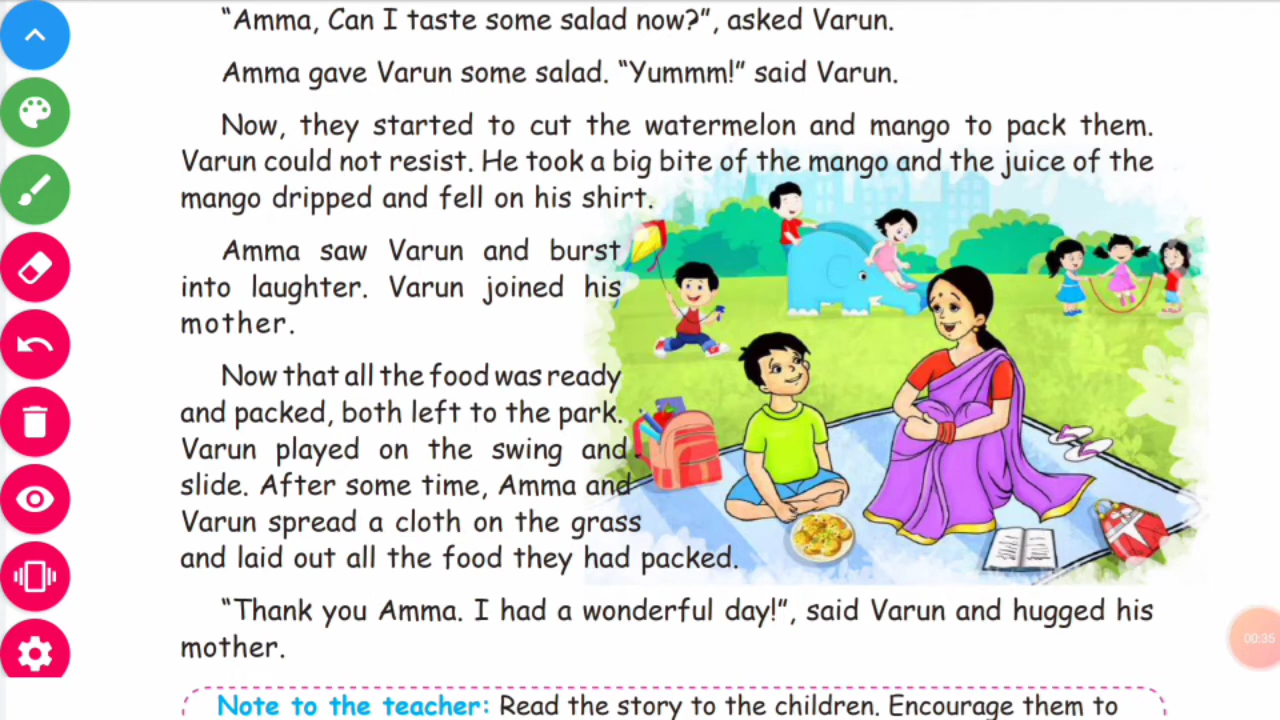 “Amma, Can I taste some salad now?”, asked Varun.
Amma gave Varun some salad. “Yummm!” said Varun.
Now, they started to cut the watermelon and mango to pack them.
Varun could not resist. He took a big bite of the mango and the juice of the
mango dripped and fell on his shirt.
Amma saw Varun and burst
into laughter. Varun joined his
mother.
Now that all the food was ready
and packed, both left to the park.
Varun played on the swing and
slide. After some time, Amma and
Varun spread a cloth on the grass
and laid out all the food they had packed.
“Thank you Amma. I had a wonderful day!”, said Varun and hugged his
mother.
00:35
Note to the teacher: Read the story to the children. Encourage them to